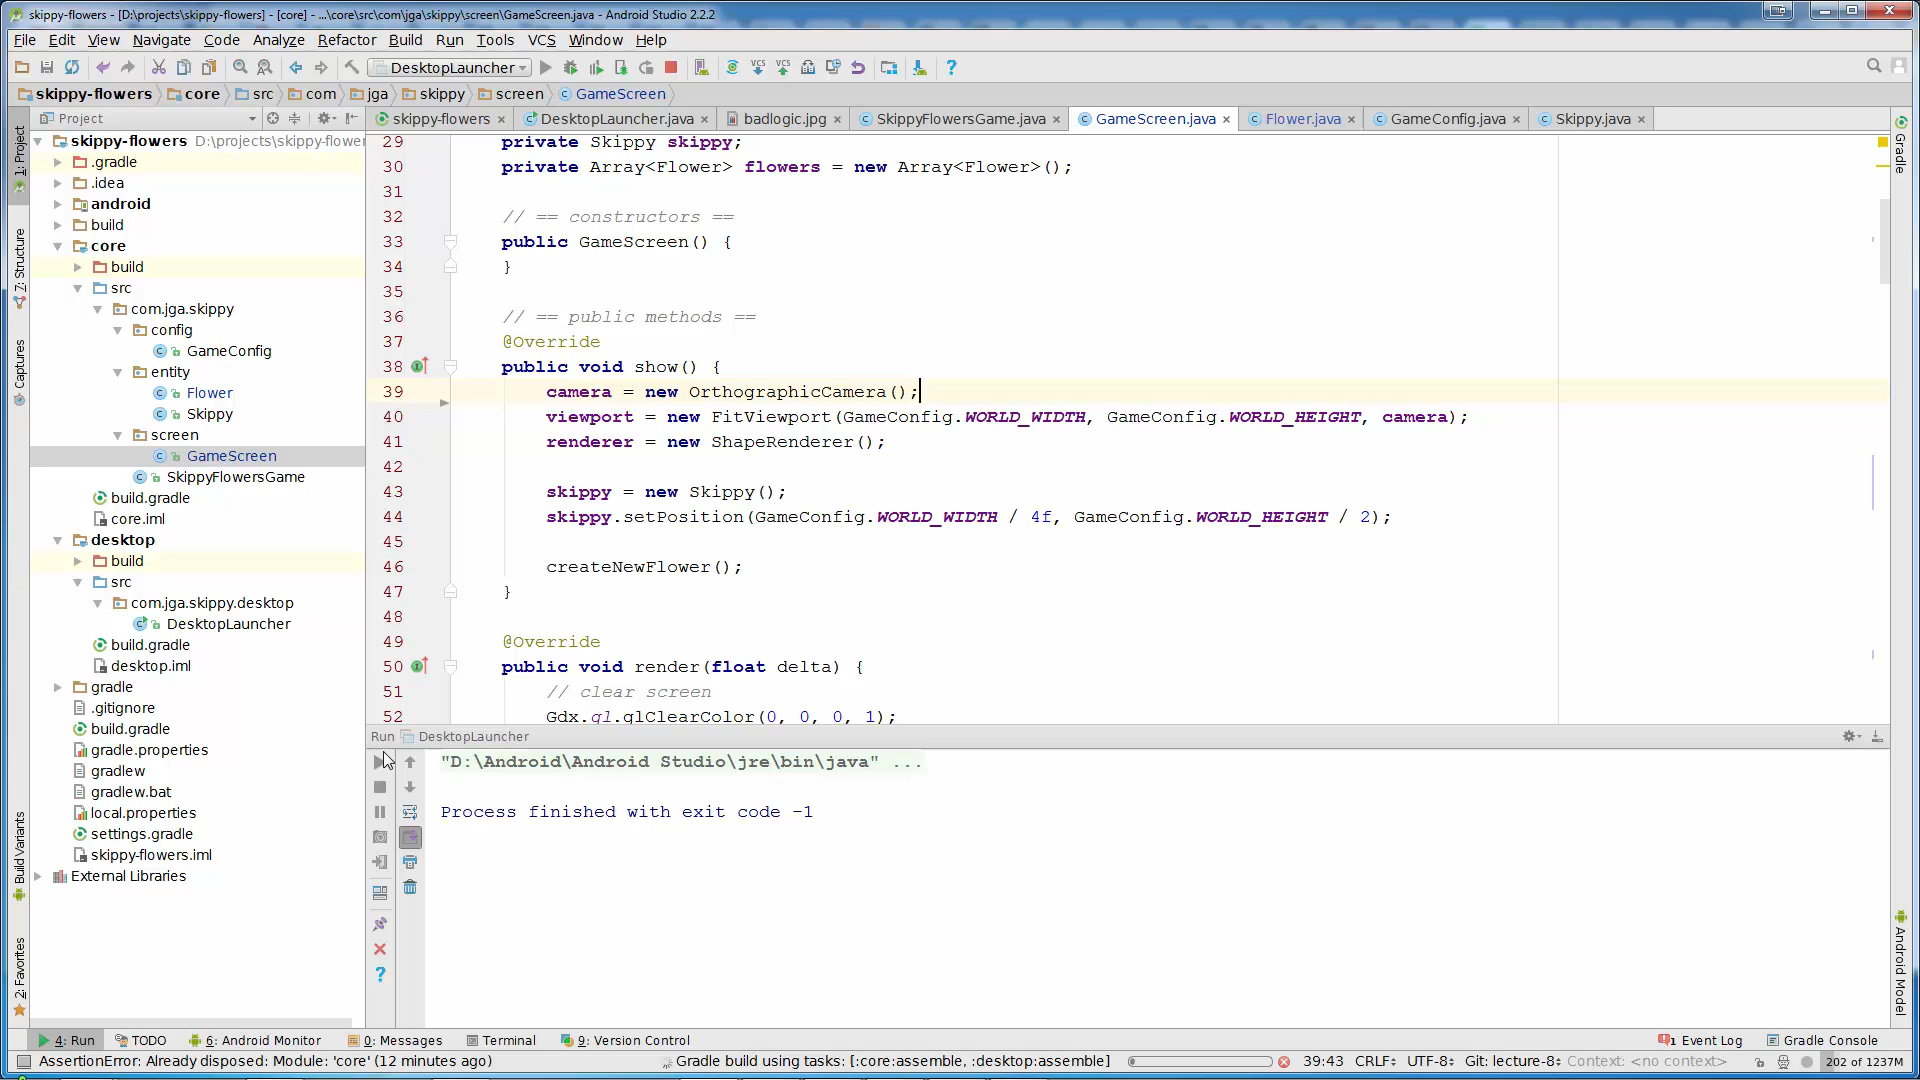 skippy-flowers - [D:\projects\skippy-flowers] - [core] - ...\core\src\com\jga\skippy\screen\GameScreen.java - Android Studio 2.2.2
File Edit View Navigate Code Analyze Refactor Build Run Tools VCS Window Help
DesktopLauncher
VCS VCS
skippy-flowers core src com jga skippy screen GameScreen
Project
skippy-flowers DesktopLauncher.java badlogic.jpg SkippyFlowersGame.java GameScreen.java Flower.java GameConfig.java Skippy.java
1: Project
7: Structure
Captures
Build Variants
2: Favorites
skippy-flowers D:\projects\skippy-flower
.gradle
.idea
android
build
core
build
src
com.jga.skippy
config
GameConfig
entity
Flower
Skippy
screen
GameScreen
SkippyFlowersGame
build.gradle
core.iml
desktop
build
src
com.jga.skippy.desktop
DesktopLauncher
build.gradle
desktop.iml
gradle
.gitignore
build.gradle
gradle.properties
gradlew
gradlew.bat
local.properties
settings.gradle
skippy-flowers.iml
External Libraries
29 private Skippy skippy;
30 private Array<Flower> flowers = new Array<Flower>();
31
32 // == constructors ==
33 public GameScreen() {
34 }
35
36 // == public methods ==
37 @Override
38 public void show() {
39 camera = new OrthographicCamera();
40 viewport = new FitViewport(GameConfig.WORLD_WIDTH, GameConfig.WORLD_HEIGHT, camera);
41 renderer = new ShapeRenderer();
42
43 skippy = new Skippy();
44 skippy.setPosition(GameConfig.WORLD_WIDTH / 4f, GameConfig.WORLD_HEIGHT / 2);
45
46 createNewFlower();
47 }
48
49 @Override
50 public void render(float delta) {
51 // clear screen
52 Gdx.gl.glClearColor(0, 0, 0, 1);
Gradle
Android Model
Run DesktopLauncher
"D:\Android\Android Studio\jre\bin\java" ...
Process finished with exit code -1
4: Run TODO 6: Android Monitor 0: Messages Terminal 9: Version Control 1 Event Log Gradle Console
AssertionError: Already disposed: Module: 'core' (12 minutes ago) Gradle build using tasks: [:core:assemble, :desktop:assemble] 39:43 CRLF UTF-8 Git: lecture-8 Context: <no context> 202 of 1237M